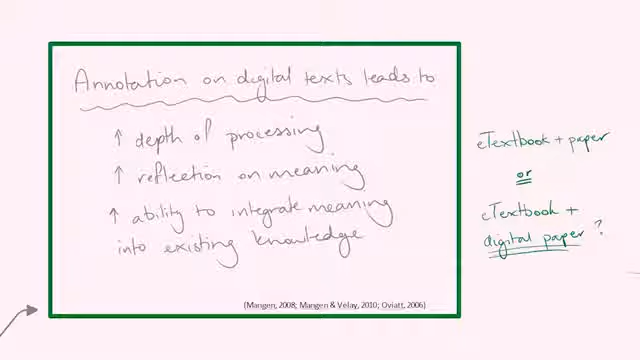 Annotation on digital texts leads to
↑ depth of processing
↑ reflection on meaning
↑ ability to integrate meaning
into existing knowledge
(Mangen, 2008; Mangen & Velay, 2010; Oviatt, 2006)
eTextbook + paper
or
eTextbook +
digital paper ?